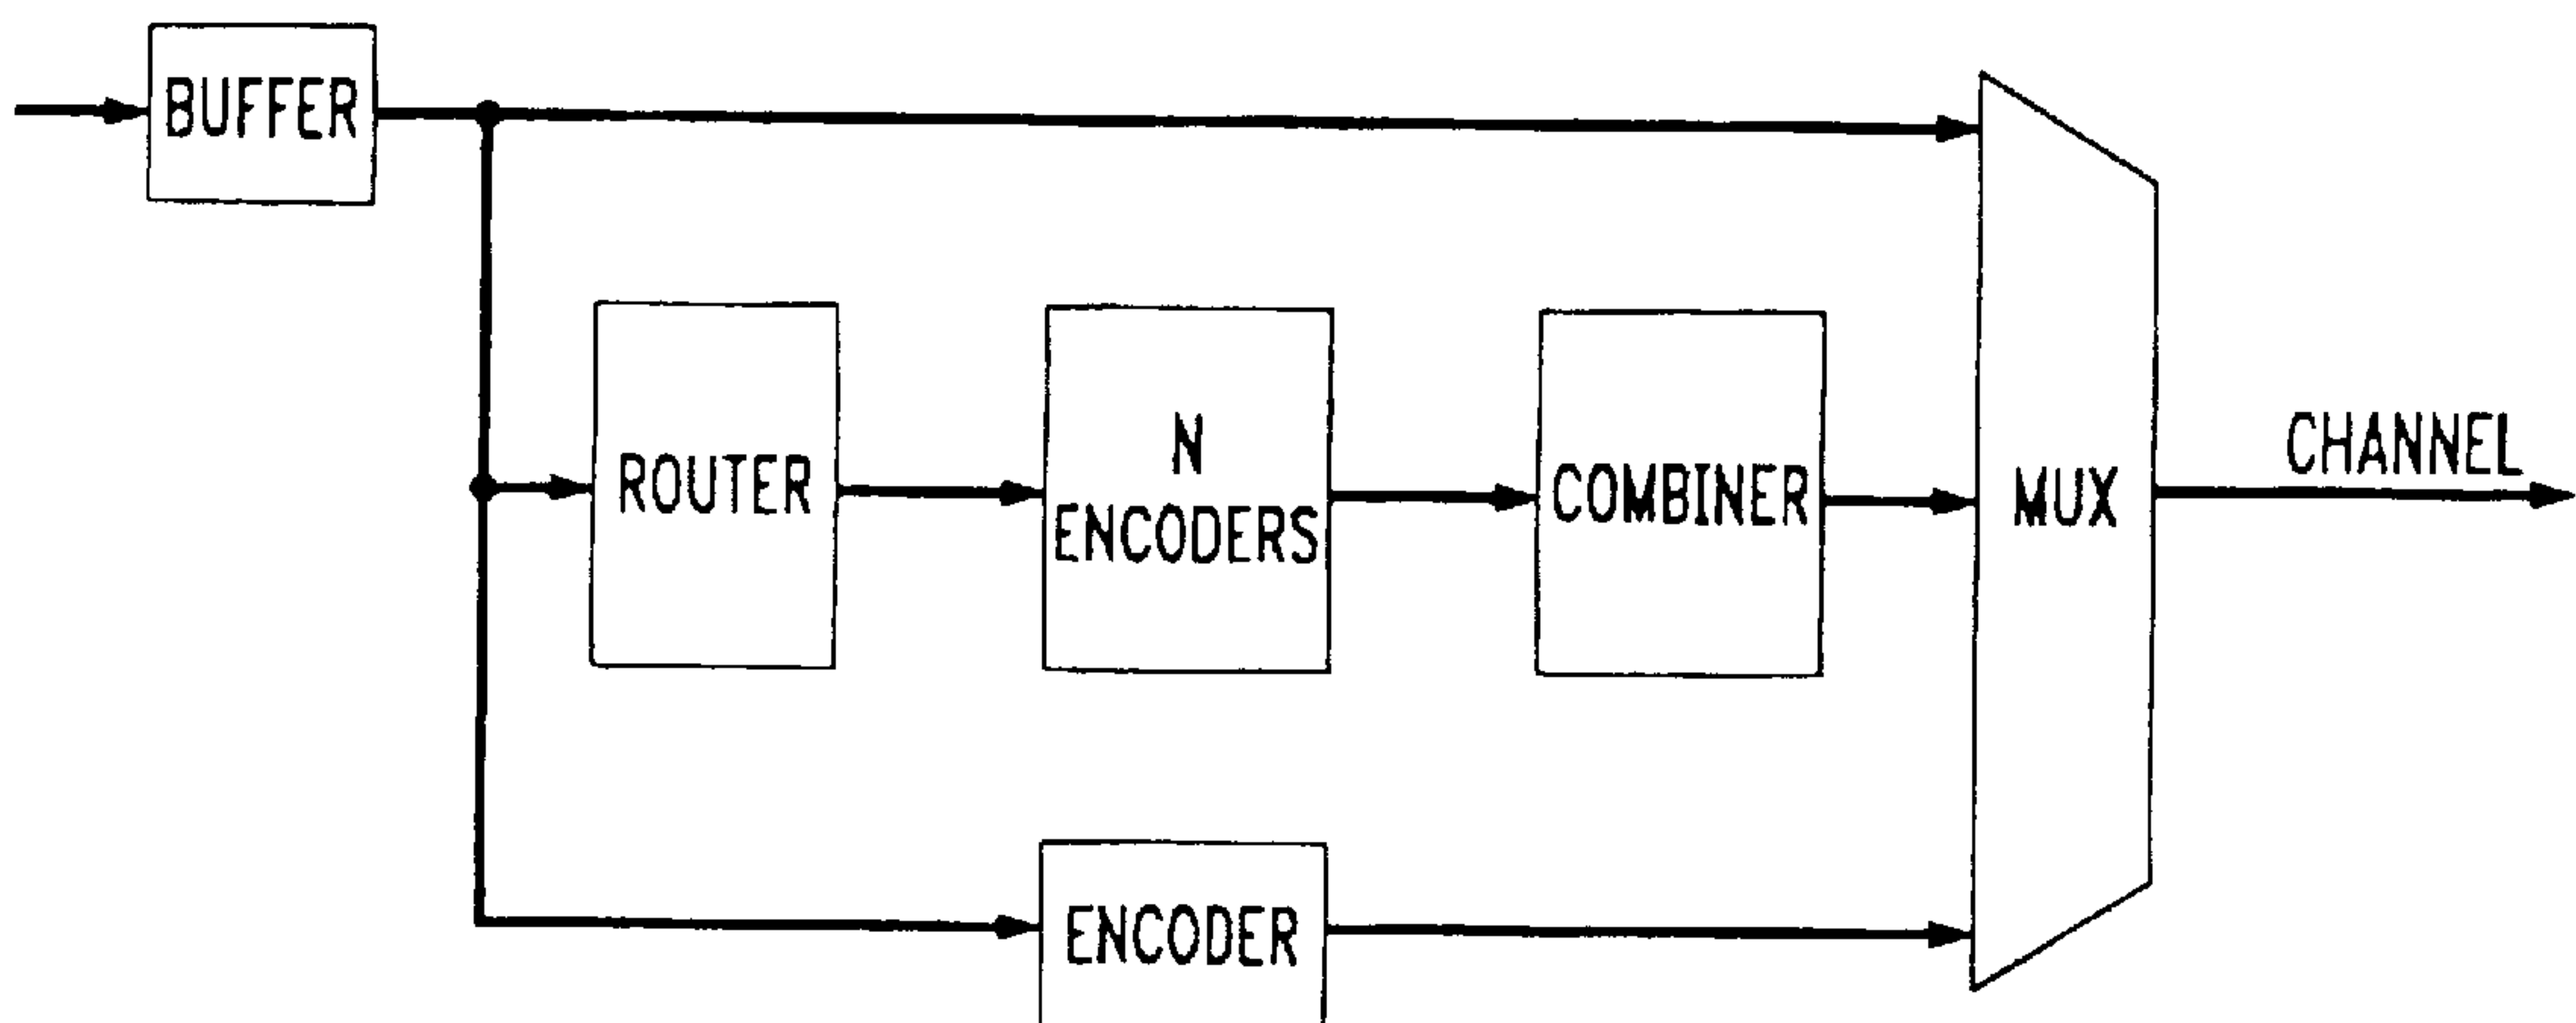 BUFFER
ROUTER
N
ENCODERS
COMBINER
MUX
CHANNEL
ENCODER